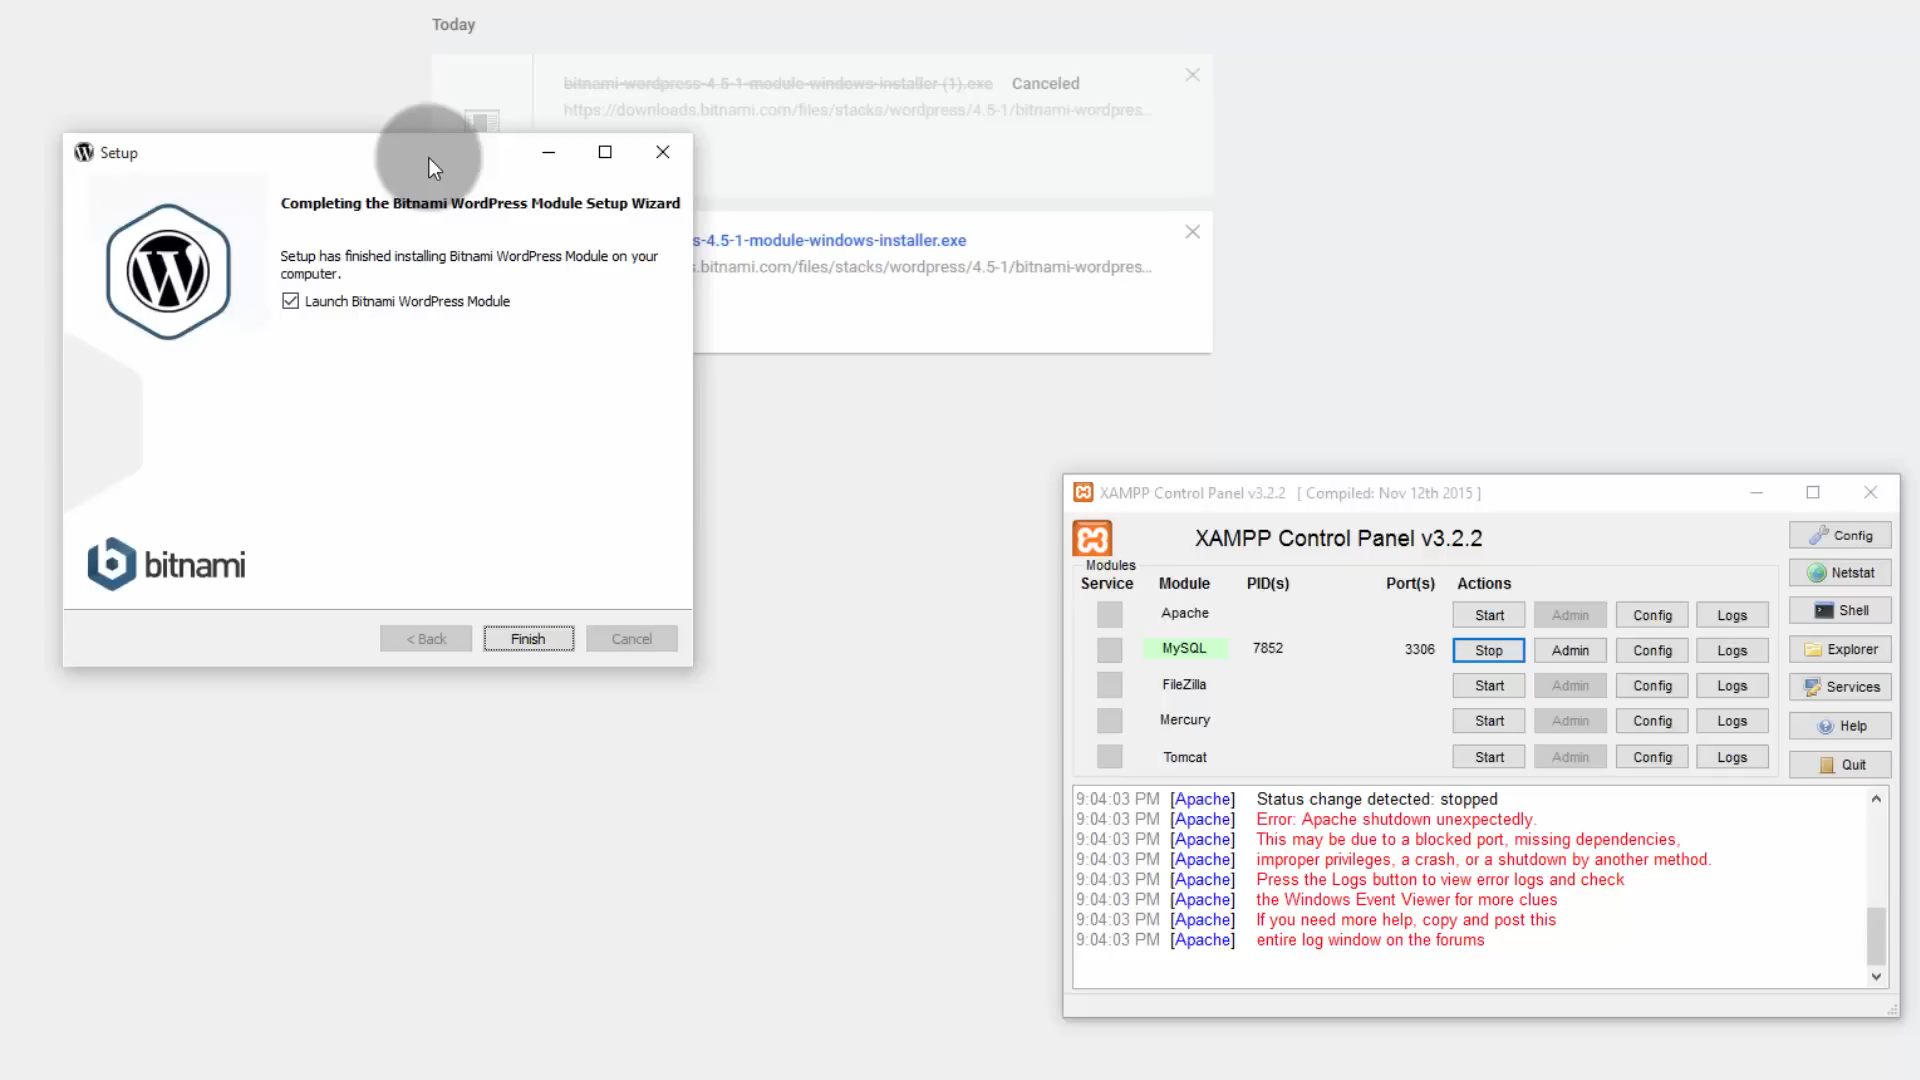 Today
bitnami-wordpress-4.5-1-module-windows-installer (1).exe Canceled
https://downloads.bitnami.com/files/stacks/wordpress/4.5-1/bitnami-wordpres...
Setup
Completing the Bitnami WordPress Module Setup Wizard
Setup has finished installing Bitnami WordPress Module on your
computer.
Launch Bitnami WordPress Module
bitnami
< Back Finish Cancel
s-4.5-1-module-windows-installer.exe
s.bitnami.com/files/stacks/wordpress/4.5-1/bitnami-wordpres...
XAMPP Control Panel v3.2.2 [ Compiled: Nov 12th 2015 ]
XAMPP Control Panel v3.2.2
Modules
Service Module PID(s) Port(s) Actions
Apache Start Admin Config Logs
MySQL 7852 3306 Stop Admin Config Logs
FileZilla Start Admin Config Logs
Mercury Start Admin Config Logs
Tomcat Start Admin Config Logs
Config
Netstat
Shell
Explorer
Services
Help
Quit
9:04:03 PM [Apache] Status change detected: stopped
9:04:03 PM [Apache] Error: Apache shutdown unexpectedly.
9:04:03 PM [Apache] This may be due to a blocked port, missing dependencies,
9:04:03 PM [Apache] improper privileges, a crash, or a shutdown by another method.
9:04:03 PM [Apache] Press the Logs button to view error logs and check
9:04:03 PM [Apache] the Windows Event Viewer for more clues
9:04:03 PM [Apache] If you need more help, copy and post this
9:04:03 PM [Apache] entire log window on the forums